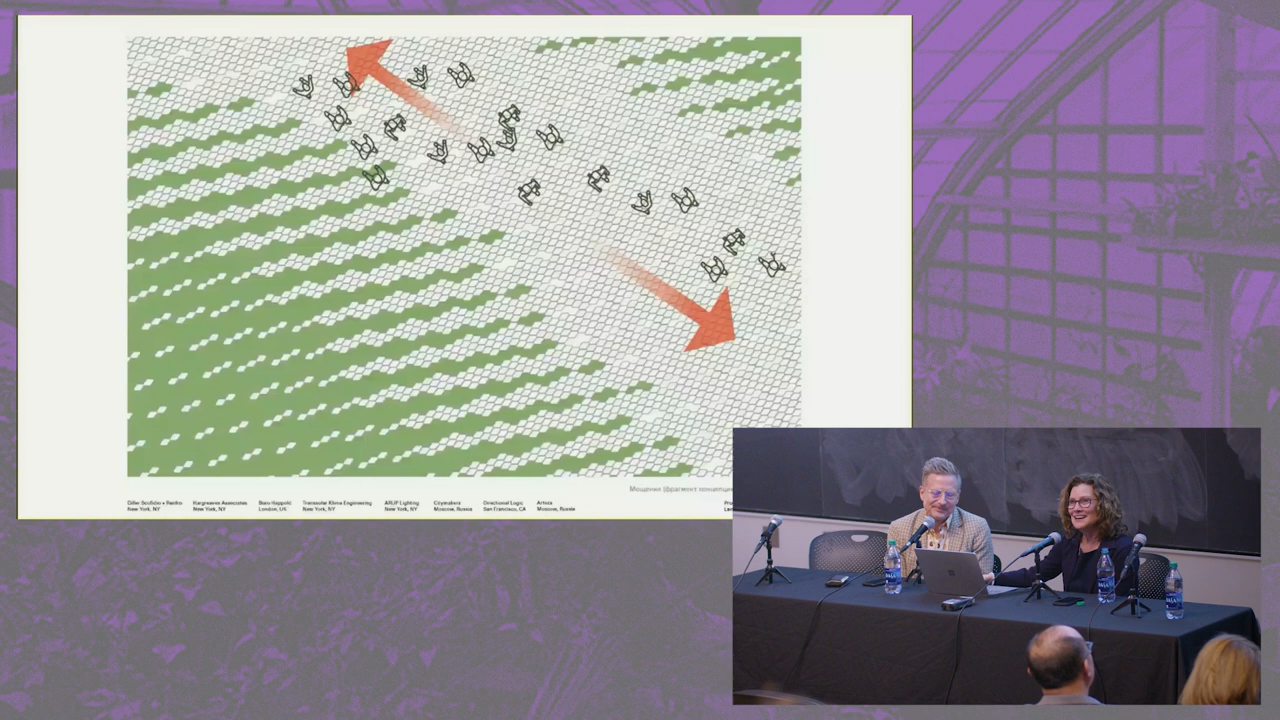 Мощение (фрагмент концепции
Diller Scofidio + Renfro
New York, NY
Hargreaves Associates
New York, NY
Buro Happold
London, UK
Transsolar Klima Engineering
New York, NY
ARUP Lighting
New York, NY
Citymakers
Moscow, Russia
Directional Logic
San Francisco, CA
Artists
Moscow, Russia